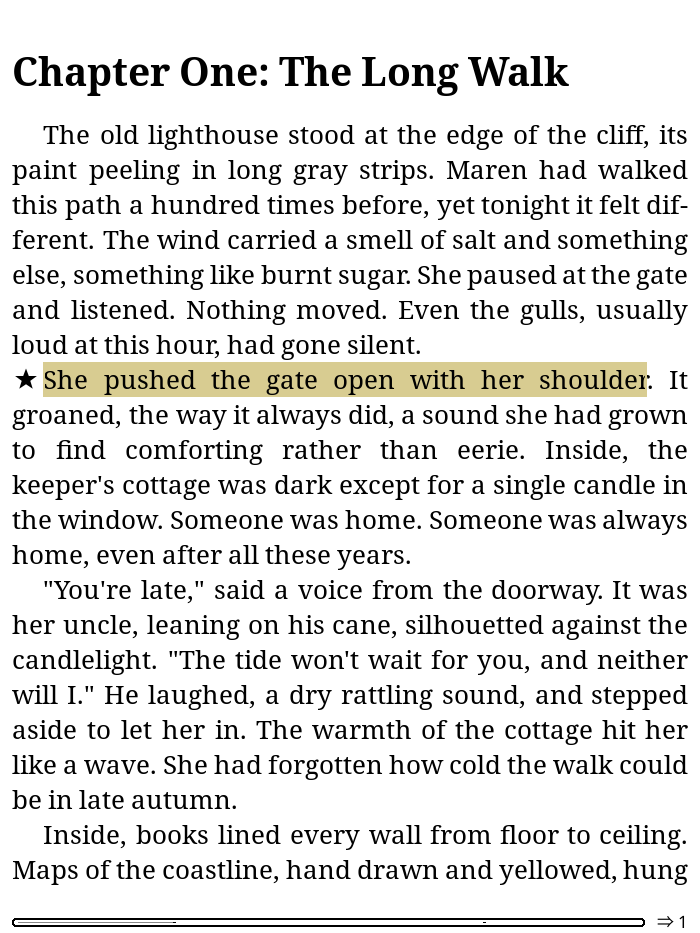 Chapter One: The Long Walk
The old lighthouse stood at the edge of the cliff, its
paint peeling in long gray strips. Maren had walked
this path a hundred times before, yet tonight it felt dif-
ferent. The wind carried a smell of salt and something
else, something like burnt sugar. She paused at the gate
and listened. Nothing moved. Even the gulls, usually
loud at this hour, had gone silent.
★ She pushed the gate open with her shoulder. It
groaned, the way it always did, a sound she had grown
to find comforting rather than eerie. Inside, the
keeper's cottage was dark except for a single candle in
the window. Someone was home. Someone was always
home, even after all these years.
"You're late," said a voice from the doorway. It was
her uncle, leaning on his cane, silhouetted against the
candlelight. "The tide won't wait for you, and neither
will I." He laughed, a dry rattling sound, and stepped
aside to let her in. The warmth of the cottage hit her
like a wave. She had forgotten how cold the walk could
be in late autumn.
Inside, books lined every wall from floor to ceiling.
Maps of the coastline, hand drawn and yellowed, hung
⇒ 1